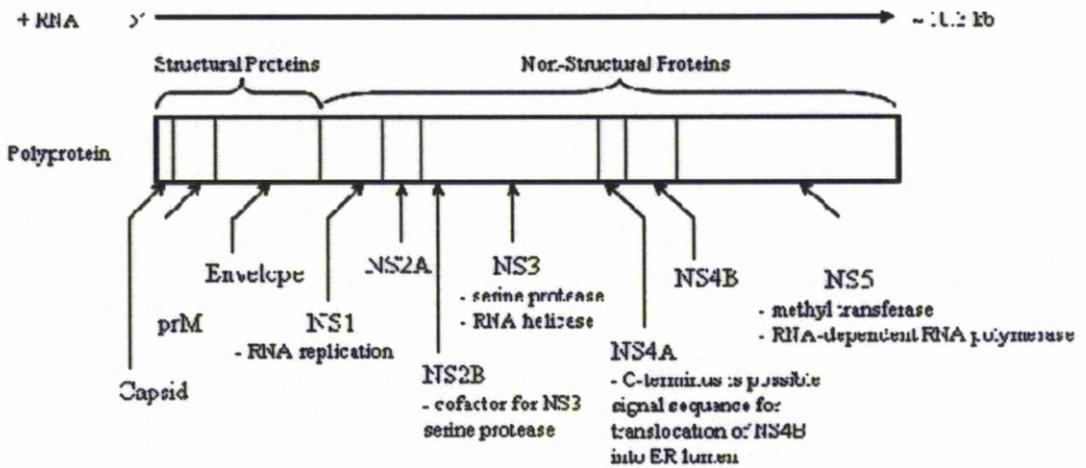 + RNA
Structural Proteins
Non-Structural Proteins
Polyprotein
Envelope
NS2A
NS3
- serine protease
- RNA helicase
NS4B
NS5
- methyl transferase
- RNA-dependent RNA polymerase
prM
NS1
- RNA replication
Capsid
NS2B
- cofactor for NS3
serine protease
NS4A
- C-terminus is possible
signal sequence for
translocation of NS4B
into ER lumen